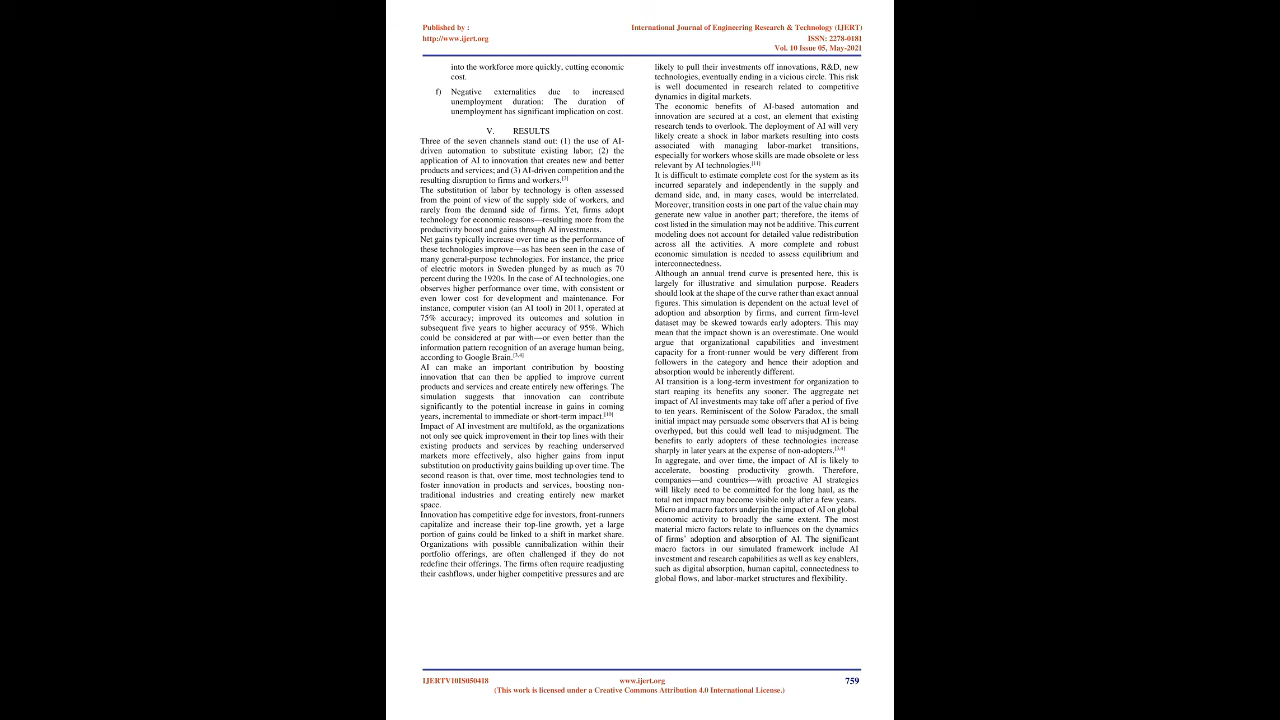 Published by :
http://www.ijert.org
International Journal of Engineering Research & Technology (IJERT)
ISSN: 2278-0181
Vol. 10 Issue 05, May-2021
into the workforce more quickly, cutting economic
cost.
f) Negative externalities due to increased
unemployment duration: The duration of
unemployment has significant implication on cost.
V. RESULTS
Three of the seven channels stand out: (1) the use of AI-
driven automation to substitute existing labor; (2) the
application of AI to innovation that creates new and better
products and services; and (3) AI-driven competition and the
resulting disruption to firms and workers.[3]
The substitution of labor by technology is often assessed
from the point of view of the supply side of workers, and
rarely from the demand side of firms. Yet, firms adopt
technology for economic reasons—resulting more from the
productivity boost and gains through AI investments.
Net gains typically increase over time as the performance of
these technologies improve—as has been seen in the case of
many general-purpose technologies. For instance, the price
of electric motors in Sweden plunged by as much as 70
percent during the 1920s. In the case of AI technologies, one
observes higher performance over time, with consistent or
even lower cost for development and maintenance. For
instance, computer vision (an AI tool) in 2011, operated at
75% accuracy; improved its outcomes and solution in
subsequent five years to higher accuracy of 95%. Which
could be considered at par with—or even better than the
information pattern recognition of an average human being,
according to Google Brain.[3,4]
AI can make an important contribution by boosting
innovation that can then be applied to improve current
products and services and create entirely new offerings. The
simulation suggests that innovation can contribute
significantly to the potential increase in gains in coming
years, incremental to immediate or short-term impact.[10]
Impact of AI investment are multifold, as the organizations
not only see quick improvement in their top lines with their
existing products and services by reaching underserved
markets more effectively, also higher gains from input
substitution on productivity gains building up over time. The
second reason is that, over time, most technologies tend to
foster innovation in products and services, boosting non-
traditional industries and creating entirely new market
space.
Innovation has competitive edge for investors, front-runners
capitalize and increase their top-line growth, yet a large
portion of gains could be linked to a shift in market share.
Organizations with possible cannibalization within their
portfolio offerings, are often challenged if they do not
redefine their offerings. The firms often require readjusting
their cashflows, under higher competitive pressures and are
likely to pull their investments off innovations, R&D, new
technologies, eventually ending in a vicious circle. This risk
is well documented in research related to competitive
dynamics in digital markets.
The economic benefits of AI-based automation and
innovation are secured at a cost, an element that existing
research tends to overlook. The deployment of AI will very
likely create a shock in labor markets resulting into costs
associated with managing labor-market transitions,
especially for workers whose skills are made obsolete or less
relevant by AI technologies.[11]
It is difficult to estimate complete cost for the system as its
incurred separately and independently in the supply and
demand side, and, in many cases, would be interrelated.
Moreover, transition costs in one part of the value chain may
generate new value in another part; therefore, the items of
cost listed in the simulation may not be additive. This current
modeling does not account for detailed value redistribution
across all the activities. A more complete and robust
economic simulation is needed to assess equilibrium and
interconnectedness.
Although an annual trend curve is presented here, this is
largely for illustrative and simulation purpose. Readers
should look at the shape of the curve rather than exact annual
figures. This simulation is dependent on the actual level of
adoption and absorption by firms, and current firm-level
dataset may be skewed towards early adopters. This may
mean that the impact shown is an overestimate. One would
argue that organizational capabilities and investment
capacity for a front-runner would be very different from
followers in the category and hence their adoption and
absorption would be inherently different.
AI transition is a long-term investment for organization to
start reaping its benefits any sooner. The aggregate net
impact of AI investments may take off after a period of five
to ten years. Reminiscent of the Solow Paradox, the small
initial impact may persuade some observers that AI is being
overhyped, but this could well lead to misjudgment. The
benefits to early adopters of these technologies increase
sharply in later years at the expense of non-adopters.[3,4]
In aggregate, and over time, the impact of AI is likely to
accelerate, boosting productivity growth. Therefore,
companies—and countries—with proactive AI strategies
will likely need to be committed for the long haul, as the
total net impact may become visible only after a few years.
Micro and macro factors underpin the impact of AI on global
economic activity to broadly the same extent. The most
material micro factors relate to influences on the dynamics
of firms' adoption and absorption of AI. The significant
macro factors in our simulated framework include AI
investment and research capabilities as well as key enablers,
such as digital absorption, human capital, connectedness to
global flows, and labor-market structures and flexibility.
IJERTV10IS050418
www.ijert.org
759
(This work is licensed under a Creative Commons Attribution 4.0 International License.)